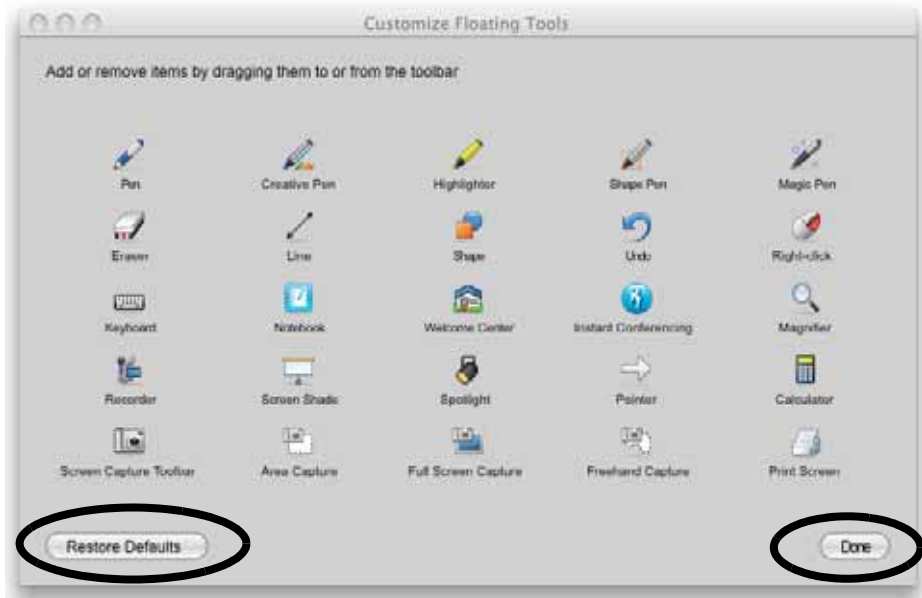 Customize Floating Tools
Add or remove items by dragging them to or from the toolbar
Pen Creative Pen Highlighter Shape Pen Magic Pen
Eraser Line Shape Undo Right-click
Keyboard Notebook Welcome Center Instant Conferencing Magnifier
Recorder Screen Shade Spotlight Pointer Calculator
Screen Capture Toolbar Area Capture Full Screen Capture Freehand Capture Print Screen
Restore Defaults Done